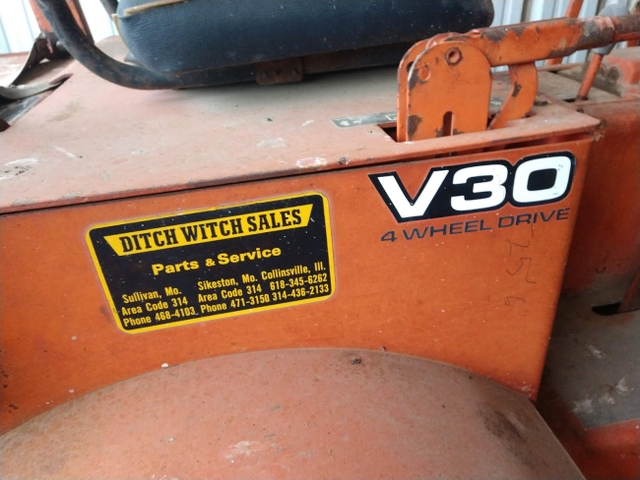 V30
4 WHEEL DRIVE
DITCH WITCH SALES
Parts & Service
Sullivan, Mo. Sikeston, Mo. Collinsville, Ill.
Area Code 314 Area Code 314 618-345-6262
Phone 468-4103. Phone 471-3150 314-436-2133